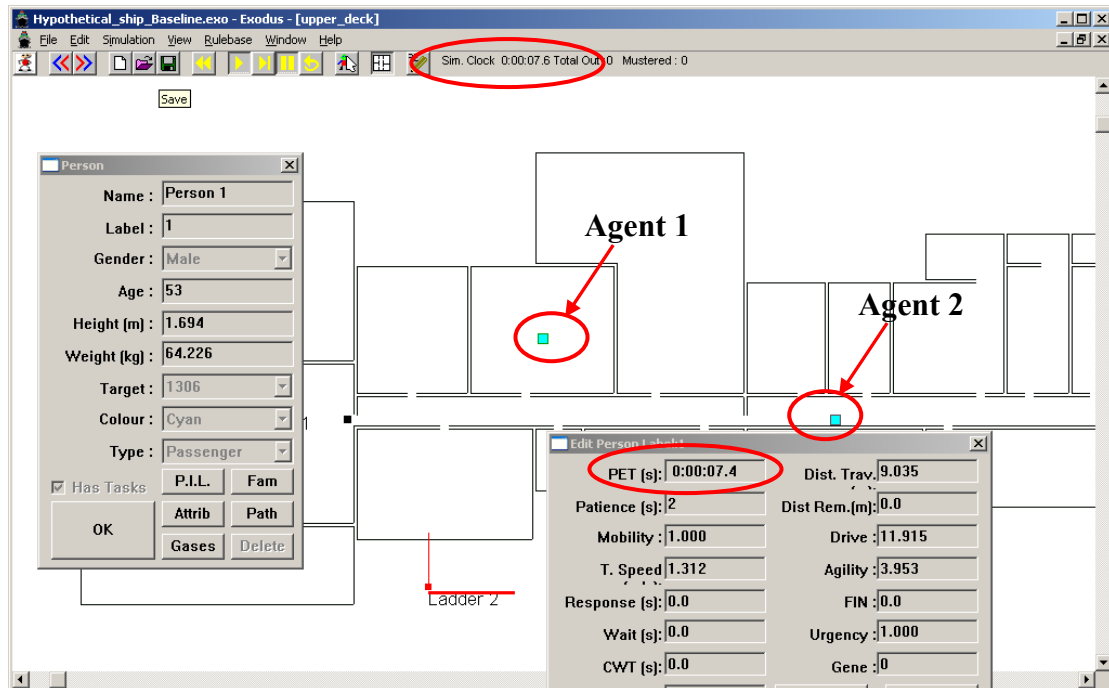 Hypothetical_ship_Baseline.exo - Exodus - [upper_deck]
File Edit Simulation View Rulebase Window Help
Sim. Clock 0:00:07.6 Total Out: 0 Mustered : 0
Save
Person
Name : Person 1
Label : 1
Gender : Male
Age : 53
Height (m) : 1.694
Weight (kg) : 64.226
Target : 1306
Colour : Cyan
Type : Passenger
Has Tasks P.I.L. Fam
OK Attrib Path
Gases Delete
Agent 1
Agent 2
1
Ladder 2
Edit Person Label:1
PET (s): 0:00:07.4 Dist. Trav. 9.035
Patience (s): 2 Dist Rem.(m): 0.0
Mobility : 1.000 Drive : 11.915
T. Speed 1.312 Agility : 3.953
Response (s): 0.0 FIN : 0.0
Wait (s): 0.0 Urgency : 1.000
CWT (s): 0.0 Gene : 0